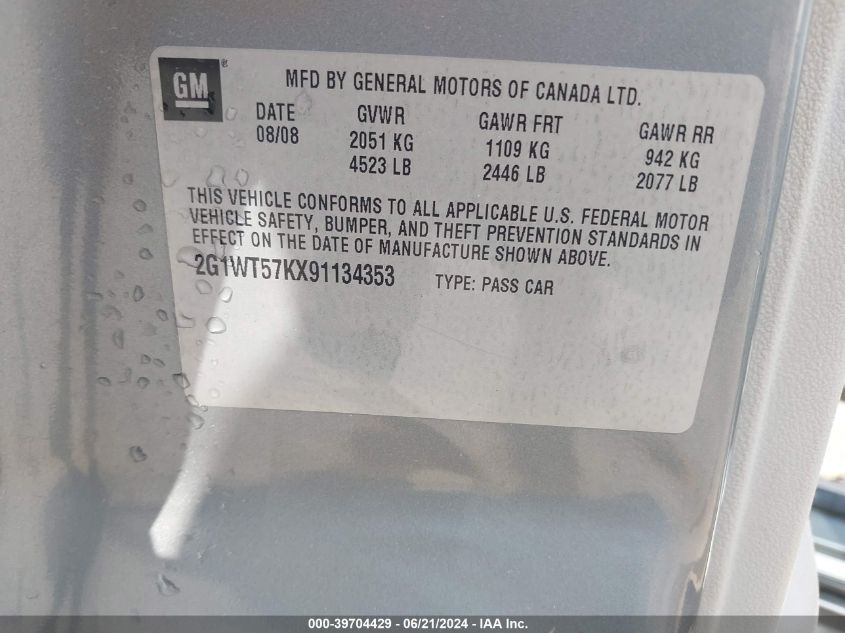 GM ®
MFD BY GENERAL MOTORS OF CANADA LTD.
DATE GVWR GAWR FRT GAWR RR
08/08 2051 KG 1109 KG 942 KG
4523 LB 2446 LB 2077 LB
THIS VEHICLE CONFORMS TO ALL APPLICABLE U.S. FEDERAL MOTOR
VEHICLE SAFETY, BUMPER, AND THEFT PREVENTION STANDARDS IN
EFFECT ON THE DATE OF MANUFACTURE SHOWN ABOVE.
2G1WT57KX91134353 TYPE: PASS CAR
000-39704429 - 06/21/2024 - IAA Inc.